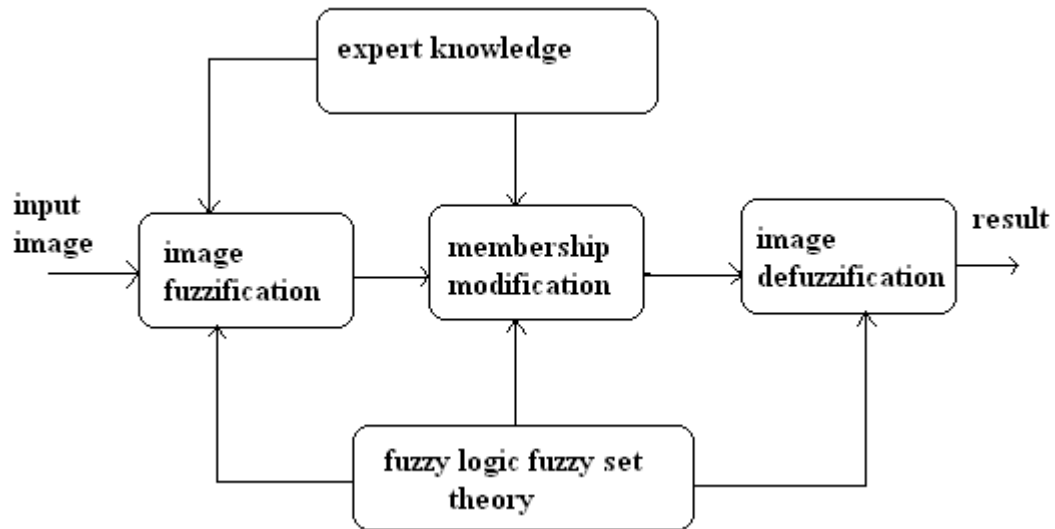 expert knowledge
input
image
image
fuzzification
membership
modification
image
defuzzification
result
fuzzy logic fuzzy set
theory